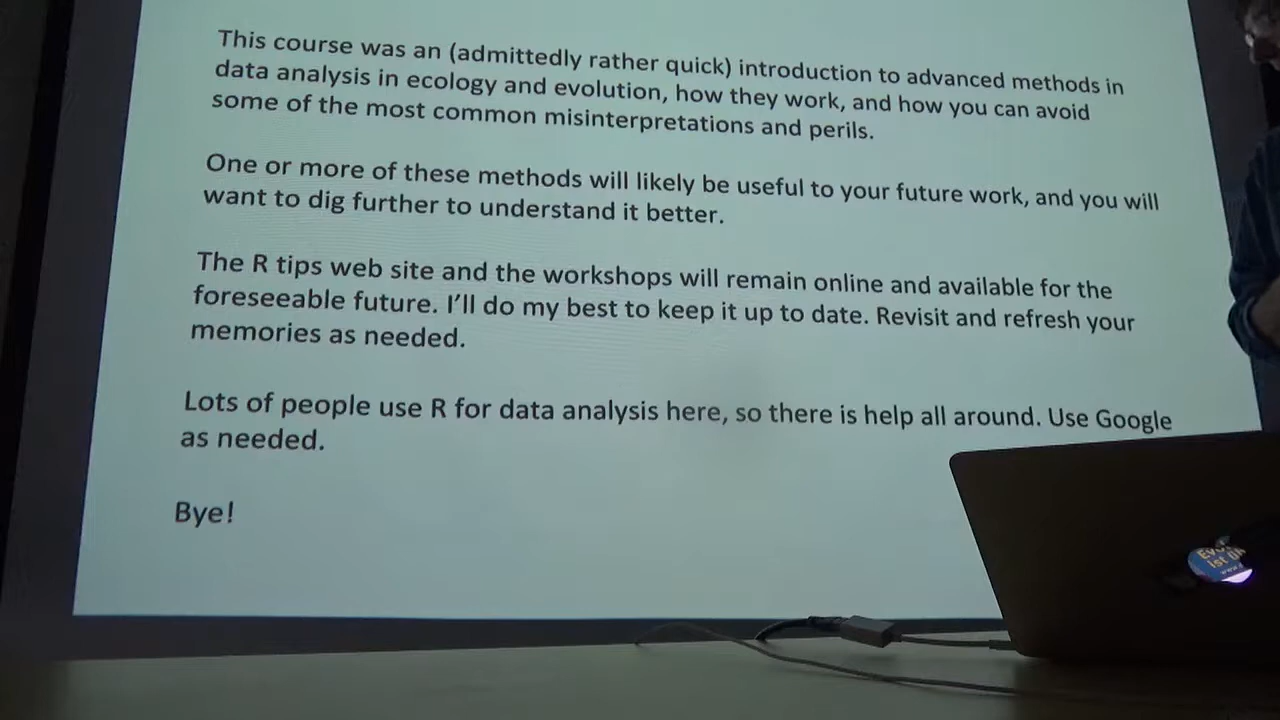 This course was an (admittedly rather quick) introduction to advanced methods in
data analysis in ecology and evolution, how they work, and how you can avoid
some of the most common misinterpretations and perils.
One or more of these methods will likely be useful to your future work, and you will
want to dig further to understand it better.
The R tips web site and the workshops will remain online and available for the
foreseeable future. I'll do my best to keep it up to date. Revisit and refresh your
memories as needed.
Lots of people use R for data analysis here, so there is help all around. Use Google
as needed.
Bye!